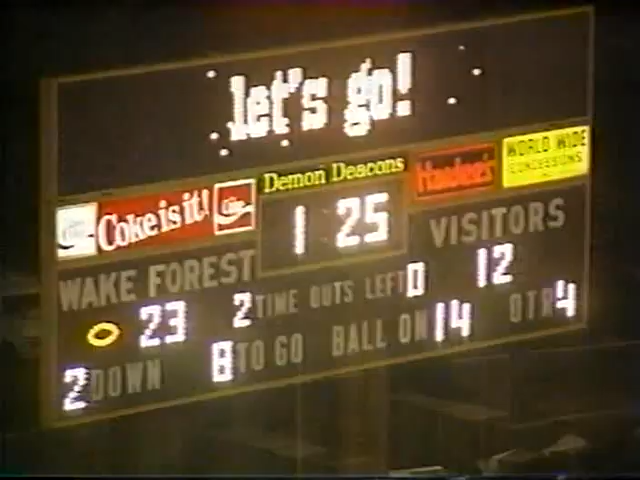 let's go!
Coke is it! Coke
Demon Deacons
Hardee's
WORLD WIDE
CONCESSIONS
1 25
WAKE FOREST
VISITORS
23
2 TIME OUTS LEFT 0
12
2 DOWN
8 TO GO
BALL ON 14
QTR 4